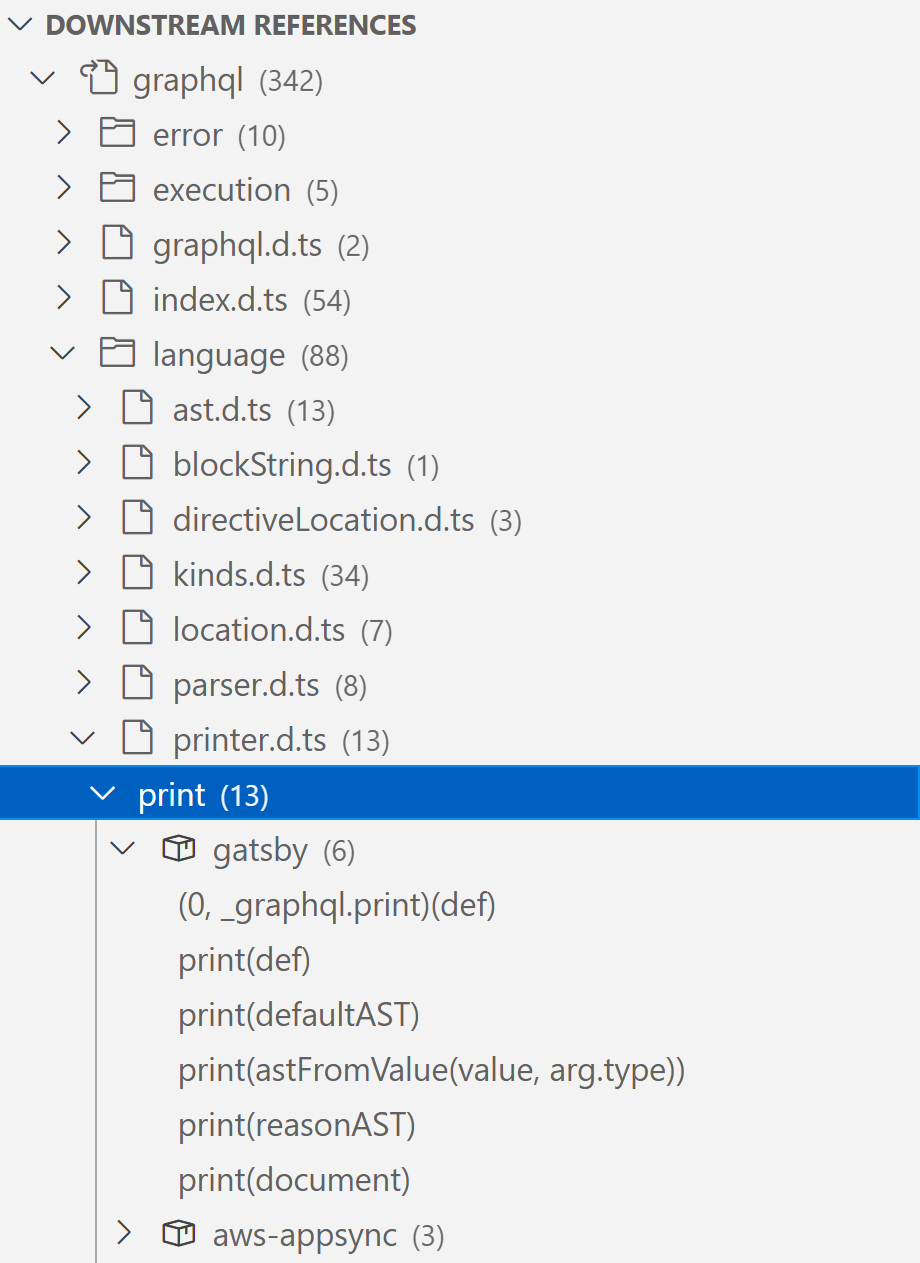 DOWNSTREAM REFERENCES
graphql (342)
error (10)
execution (5)
graphql.d.ts (2)
index.d.ts (54)
language (88)
ast.d.ts (13)
blockString.d.ts (1)
directiveLocation.d.ts (3)
kinds.d.ts (34)
location.d.ts (7)
parser.d.ts (8)
printer.d.ts (13)
print (13)
gatsby (6)
(0, _graphql.print)(def)
print(def)
print(defaultAST)
print(astFromValue(value, arg.type))
print(reasonAST)
print(document)
aws-appsync (3)